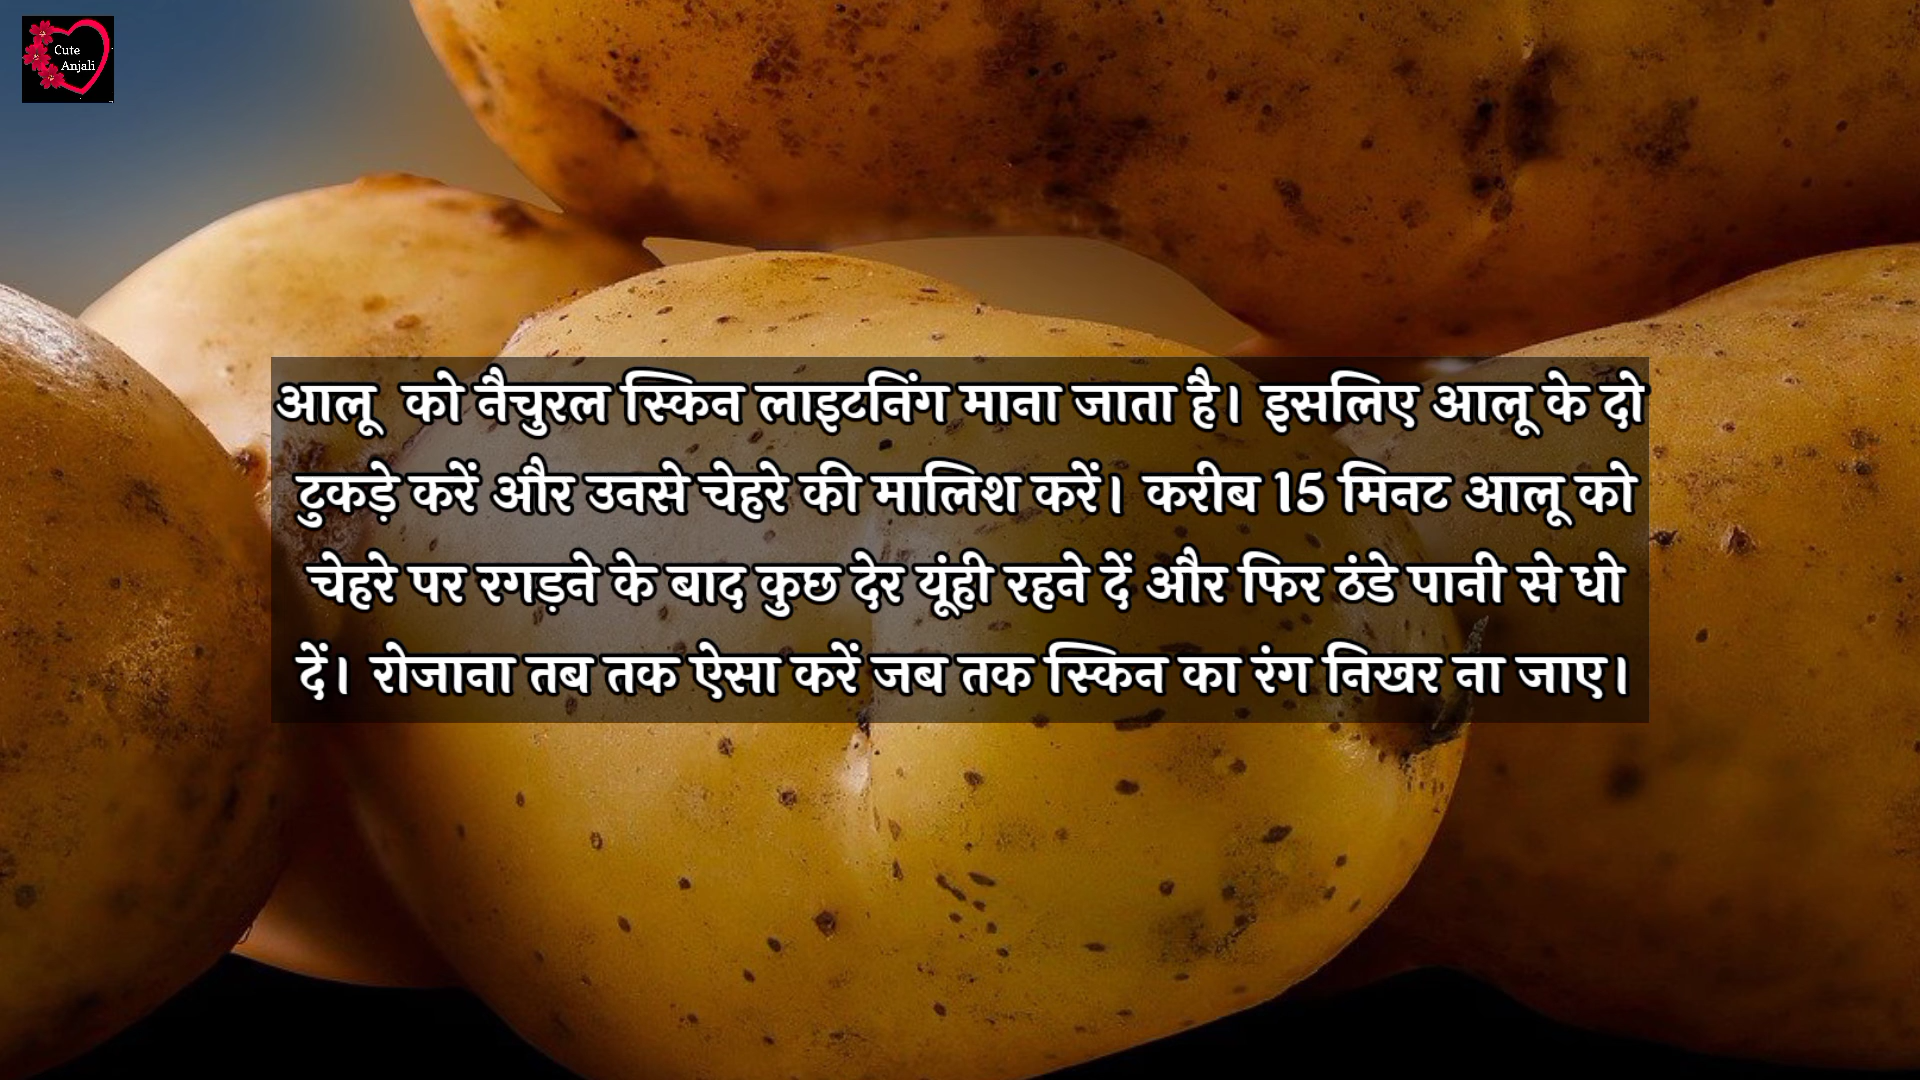 Cute
Anjali
आलू  को नैचुरल स्किन लाइटनिंग माना जाता है। इसलिए आलू के दो
टुकड़े करें और उनसे चेहरे की मालिश करें। करीब 15 मिनट आलू को
चेहरे पर रगड़ने के बाद कुछ देर यूंही रहने दें और फिर ठंडे पानी से धो
दें। रोजाना तब तक ऐसा करें जब तक स्किन का रंग निखर ना जाए।